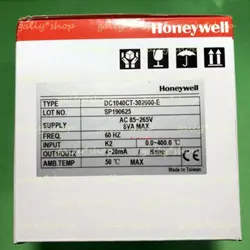 Honeywell
Honeywell
TYPE DC1040CT-302000-E
LOT NO. SP190625
SUPPLY AC 85~265V
8VA MAX
FREQ. 60 HZ
INPUT K2 0.0~400.0 °C
OUT1/OUT2 4~20mA
AMB.TEMP 50 °C MAX
Made in Taiwan